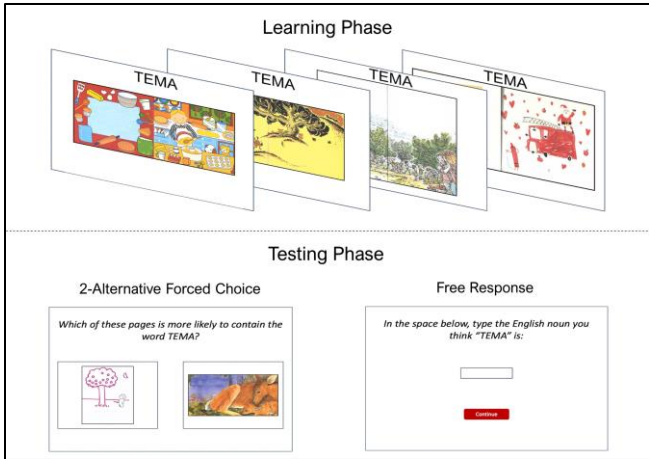 Learning Phase
TEMA
TEMA
TEMA
TEMA
Testing Phase
2-Alternative Forced Choice
Which of these pages is more likely to contain the
word TEMA?
Free Response
In the space below, type the English noun you
think "TEMA" is:
Continue